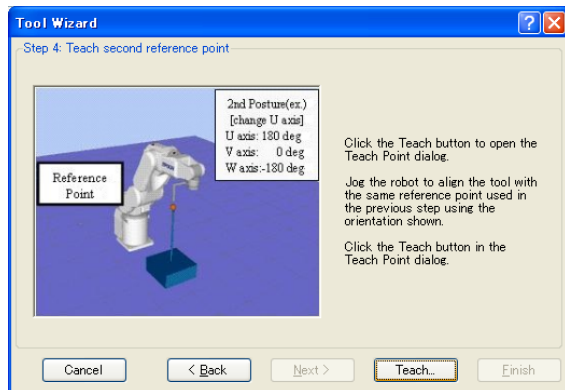 Tool Wizard
Step 4: Teach second reference point
2nd Posture(ex.)
[change U axis]
U axis: 180 deg
V axis: 0 deg
W axis:-180 deg
Reference
Point
Click the Teach button to open the
Teach Point dialog.
Jog the robot to align the tool with
the same reference point used in
the previous step using the
orientation shown.
Click the Teach button in the
Teach Point dialog.
Cancel
< Back
Next >
Teach...
Finish